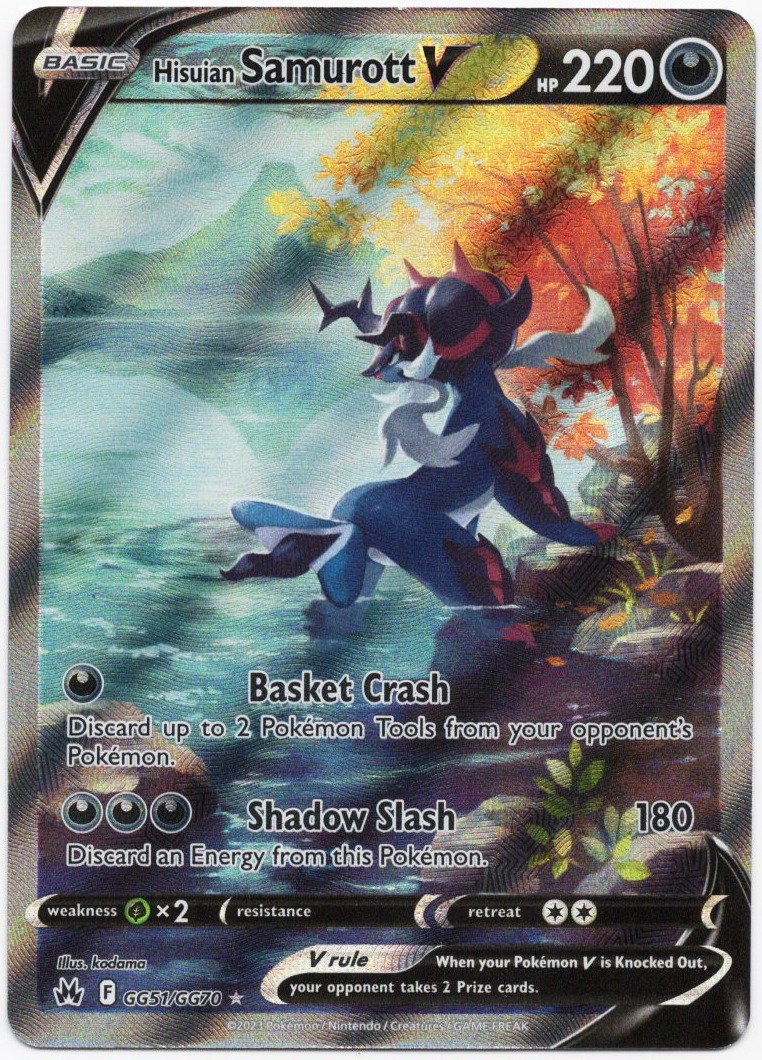 BASIC
Hisuian Samurott V HP 220
Basket Crash
Discard up to 2 Pokémon Tools from your opponent's
Pokémon.
Shadow Slash 180
Discard an Energy from this Pokémon.
weakness ×2 resistance retreat
Illus. kodama
V rule When your Pokémon V is Knocked Out,
your opponent takes 2 Prize cards.
F GG51/GG70
©2023 Pokémon / Nintendo / Creatures / GAME FREAK